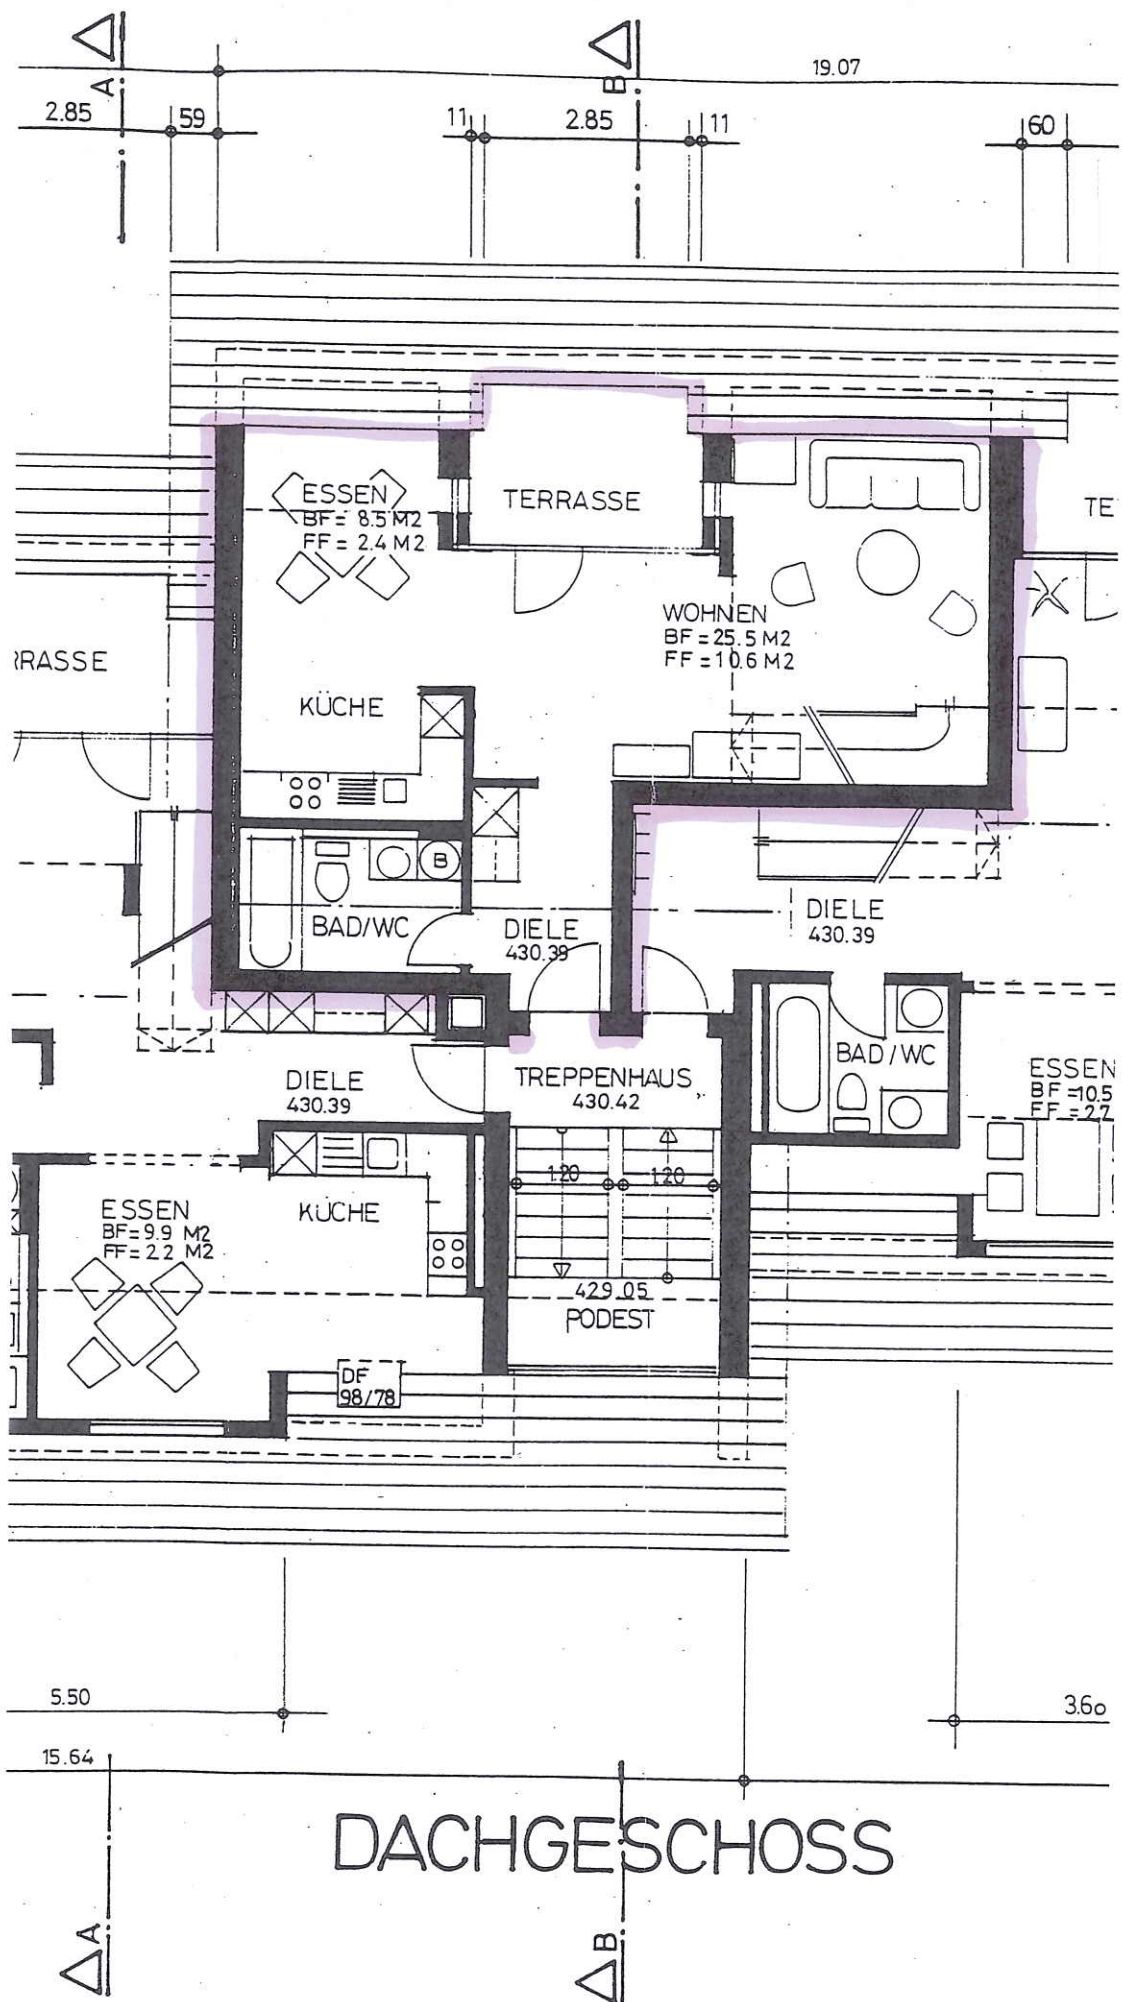 A
B
19.07
2.85
59
11
2.85
11
60
ESSEN
BF= 8.5 M2
FF= 2.4 M2
TERRASSE
TE
WOHNEN
BF=25.5 M2
FF=10.6 M2
RRASSE
KÜCHE
B
BAD/WC
DIELE
430.39
DIELE
430.39
BAD/WC
DIELE
430.39
TREPPENHAUS
430.42
ESSEN
BF=10.5
FF=2.7
1.20
1.20
ESSEN
BF=9.9 M2
FF=2.2 M2
KÜCHE
429.05
PODEST
DF
98/78
5.50
3.60
15.64
DACHGESCHOSS
A
B